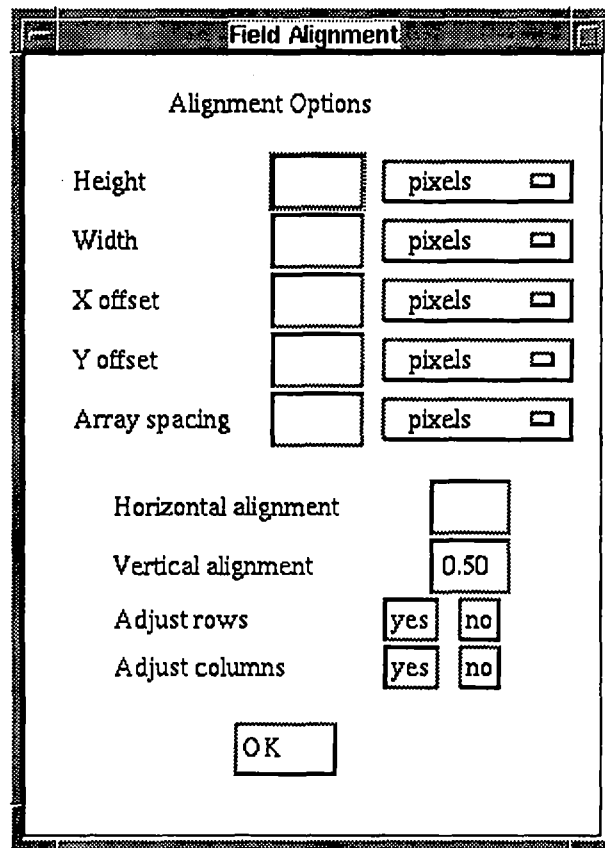 Field Alignment
Alignment Options
Height pixels
Width pixels
X offset pixels
Y offset pixels
Array spacing pixels
Horizontal alignment
Vertical alignment 0.50
Adjust rows yes no
Adjust columns yes no
OK